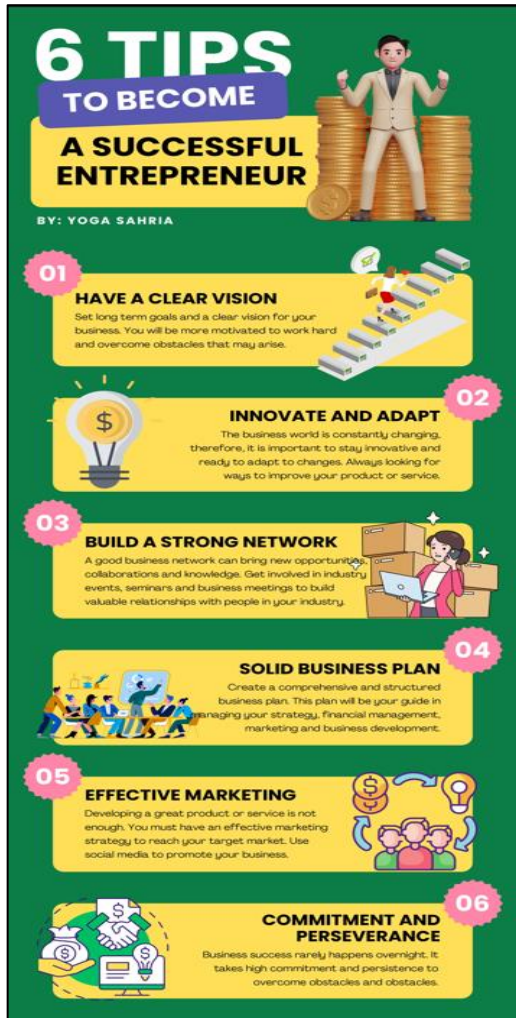 6 TIPS
TO BECOME
A SUCCESSFUL
ENTREPRENEUR
BY: YOGA SAHRIA
01
HAVE A CLEAR VISION
Set long term goals and a clear vision for your
business. You will be more motivated to work hard
and overcome obstacles that may arise.
02
INNOVATE AND ADAPT
The business world is constantly changing,
therefore, it is important to stay innovative and
ready to adapt to changes. Always looking for
ways to improve your product or service.
03
BUILD A STRONG NETWORK
A good business network can bring new opportunities,
collaborations and knowledge. Get involved in industry
events, seminars and business meetings to build
valuable relationships with people in your industry.
04
SOLID BUSINESS PLAN
Create a comprehensive and structured
business plan. This plan will be your guide in
managing your strategy, financial management,
marketing and business development.
05
EFFECTIVE MARKETING
Developing a great product or service is not
enough. You must have an effective marketing
strategy to reach your target market. Use
social media to promote your business.
06
COMMITMENT AND
PERSEVERANCE
Business success rarely happens overnight. It
takes high commitment and persistence to
overcome obstacles and obstacles.